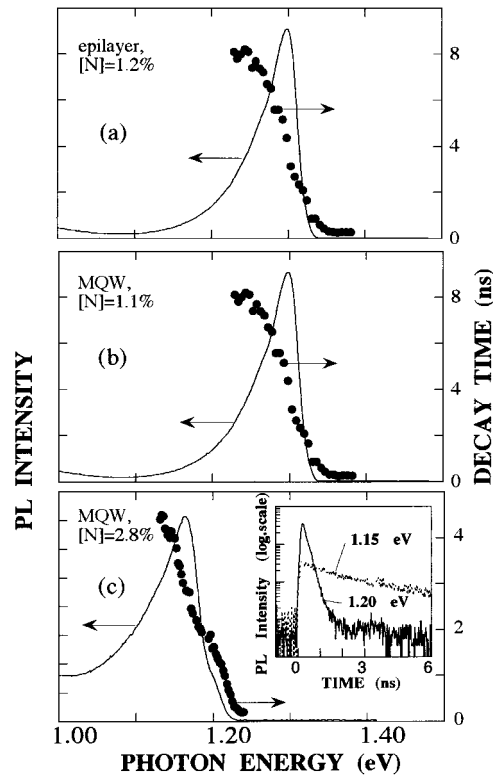 epilayer,
[N]=1.2%
(a)
8
4
0
MQW,
[N]=1.1%
(b)
8
4
0
PL INTENSITY
DECAY TIME (ns)
MQW,
[N]=2.8%
(c)
4
2
0
PL Intensity (log.scale)
1.15 eV
1.20 eV
0 3 6
TIME (ns)
1.00 1.20 1.40
PHOTON ENERGY (eV)